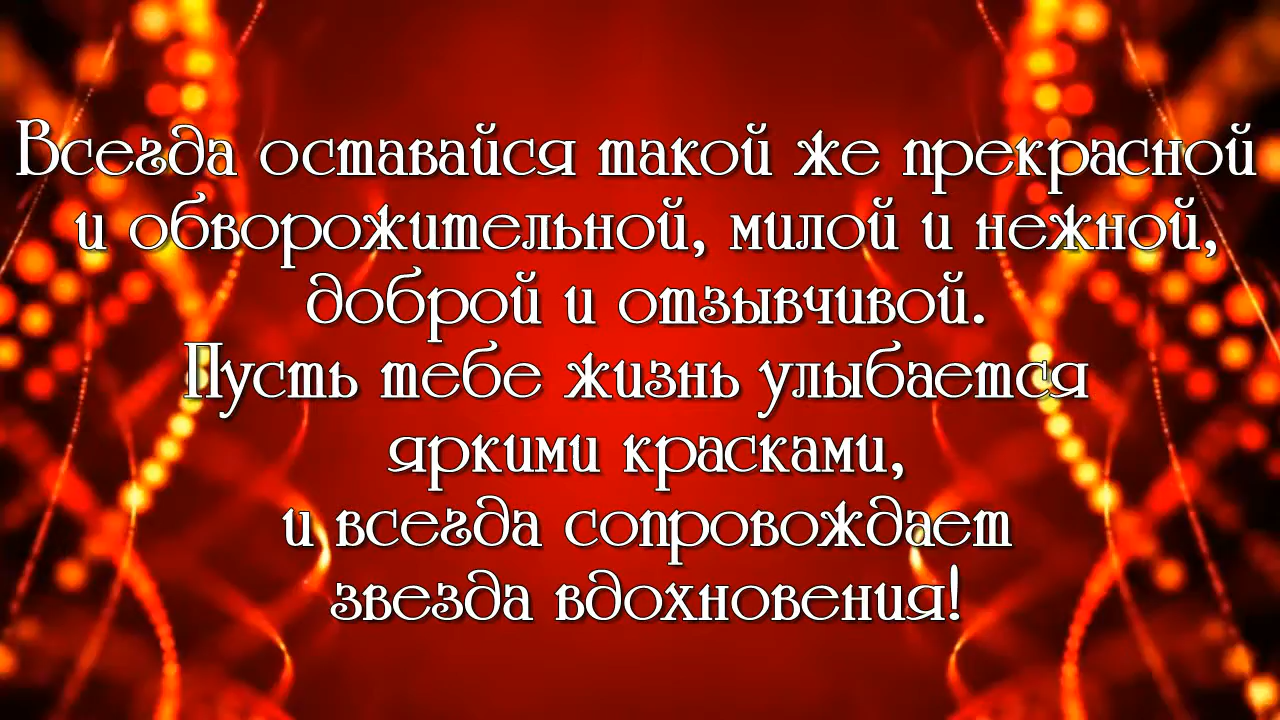 Всегда оставайся такой же прекрасной
и обворожительной, милой и нежной,
доброй и отзывчивой.
Пусть тебе жизнь улыбается
яркими красками,
и всегда сопровождает
звезда вдохновения!